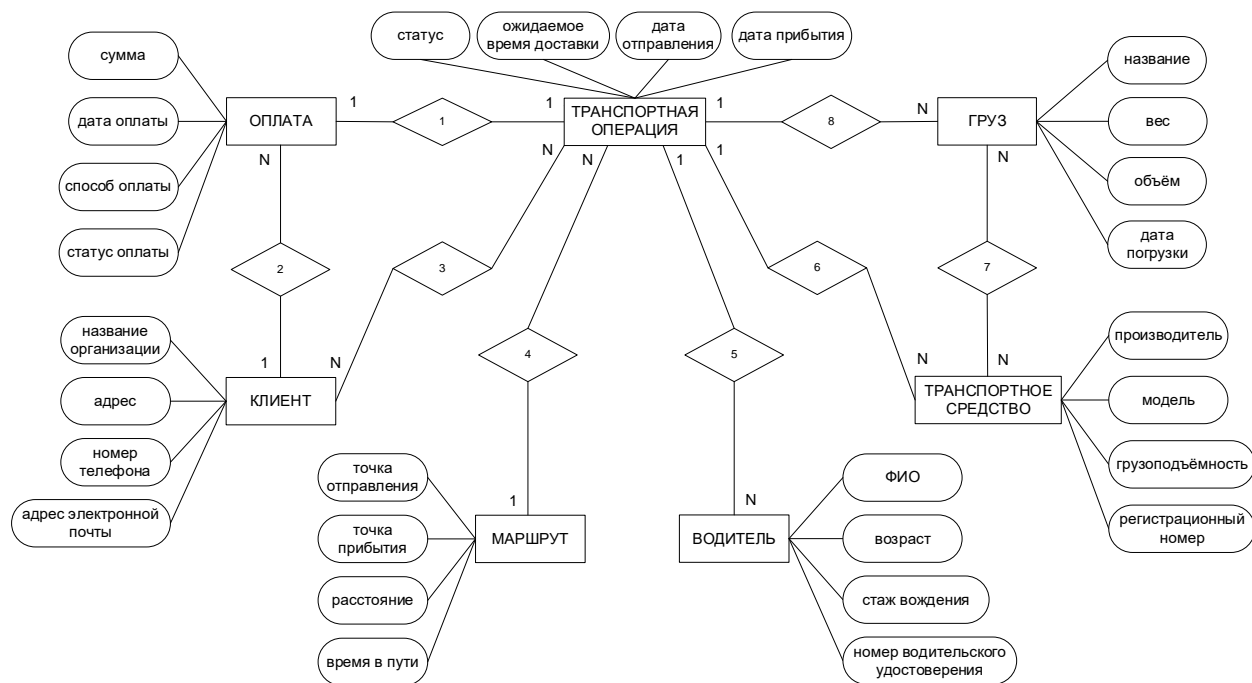 статус
ожидаемое
время доставки
дата
отправления
дата прибытия
сумма
дата оплаты
способ оплаты
статус оплаты
ОПЛАТА
1
1
1
ТРАНСПОРТНАЯ
ОПЕРАЦИЯ
1
8
N
ГРУЗ
название
вес
объём
дата
погрузки
N
N
N
1
1
N
2
3
6
7
1
N
4
5
N
N
название
организации
адрес
номер
телефона
адрес электронной
почты
КЛИЕНТ
ТРАНСПОРТНОЕ
СРЕДСТВО
производитель
модель
грузоподъёмность
регистрационный
номер
1
N
точка
отправления
точка
прибытия
расстояние
время в пути
МАРШРУТ
ВОДИТЕЛЬ
ФИО
возраст
стаж вождения
номер водительского
удостоверения